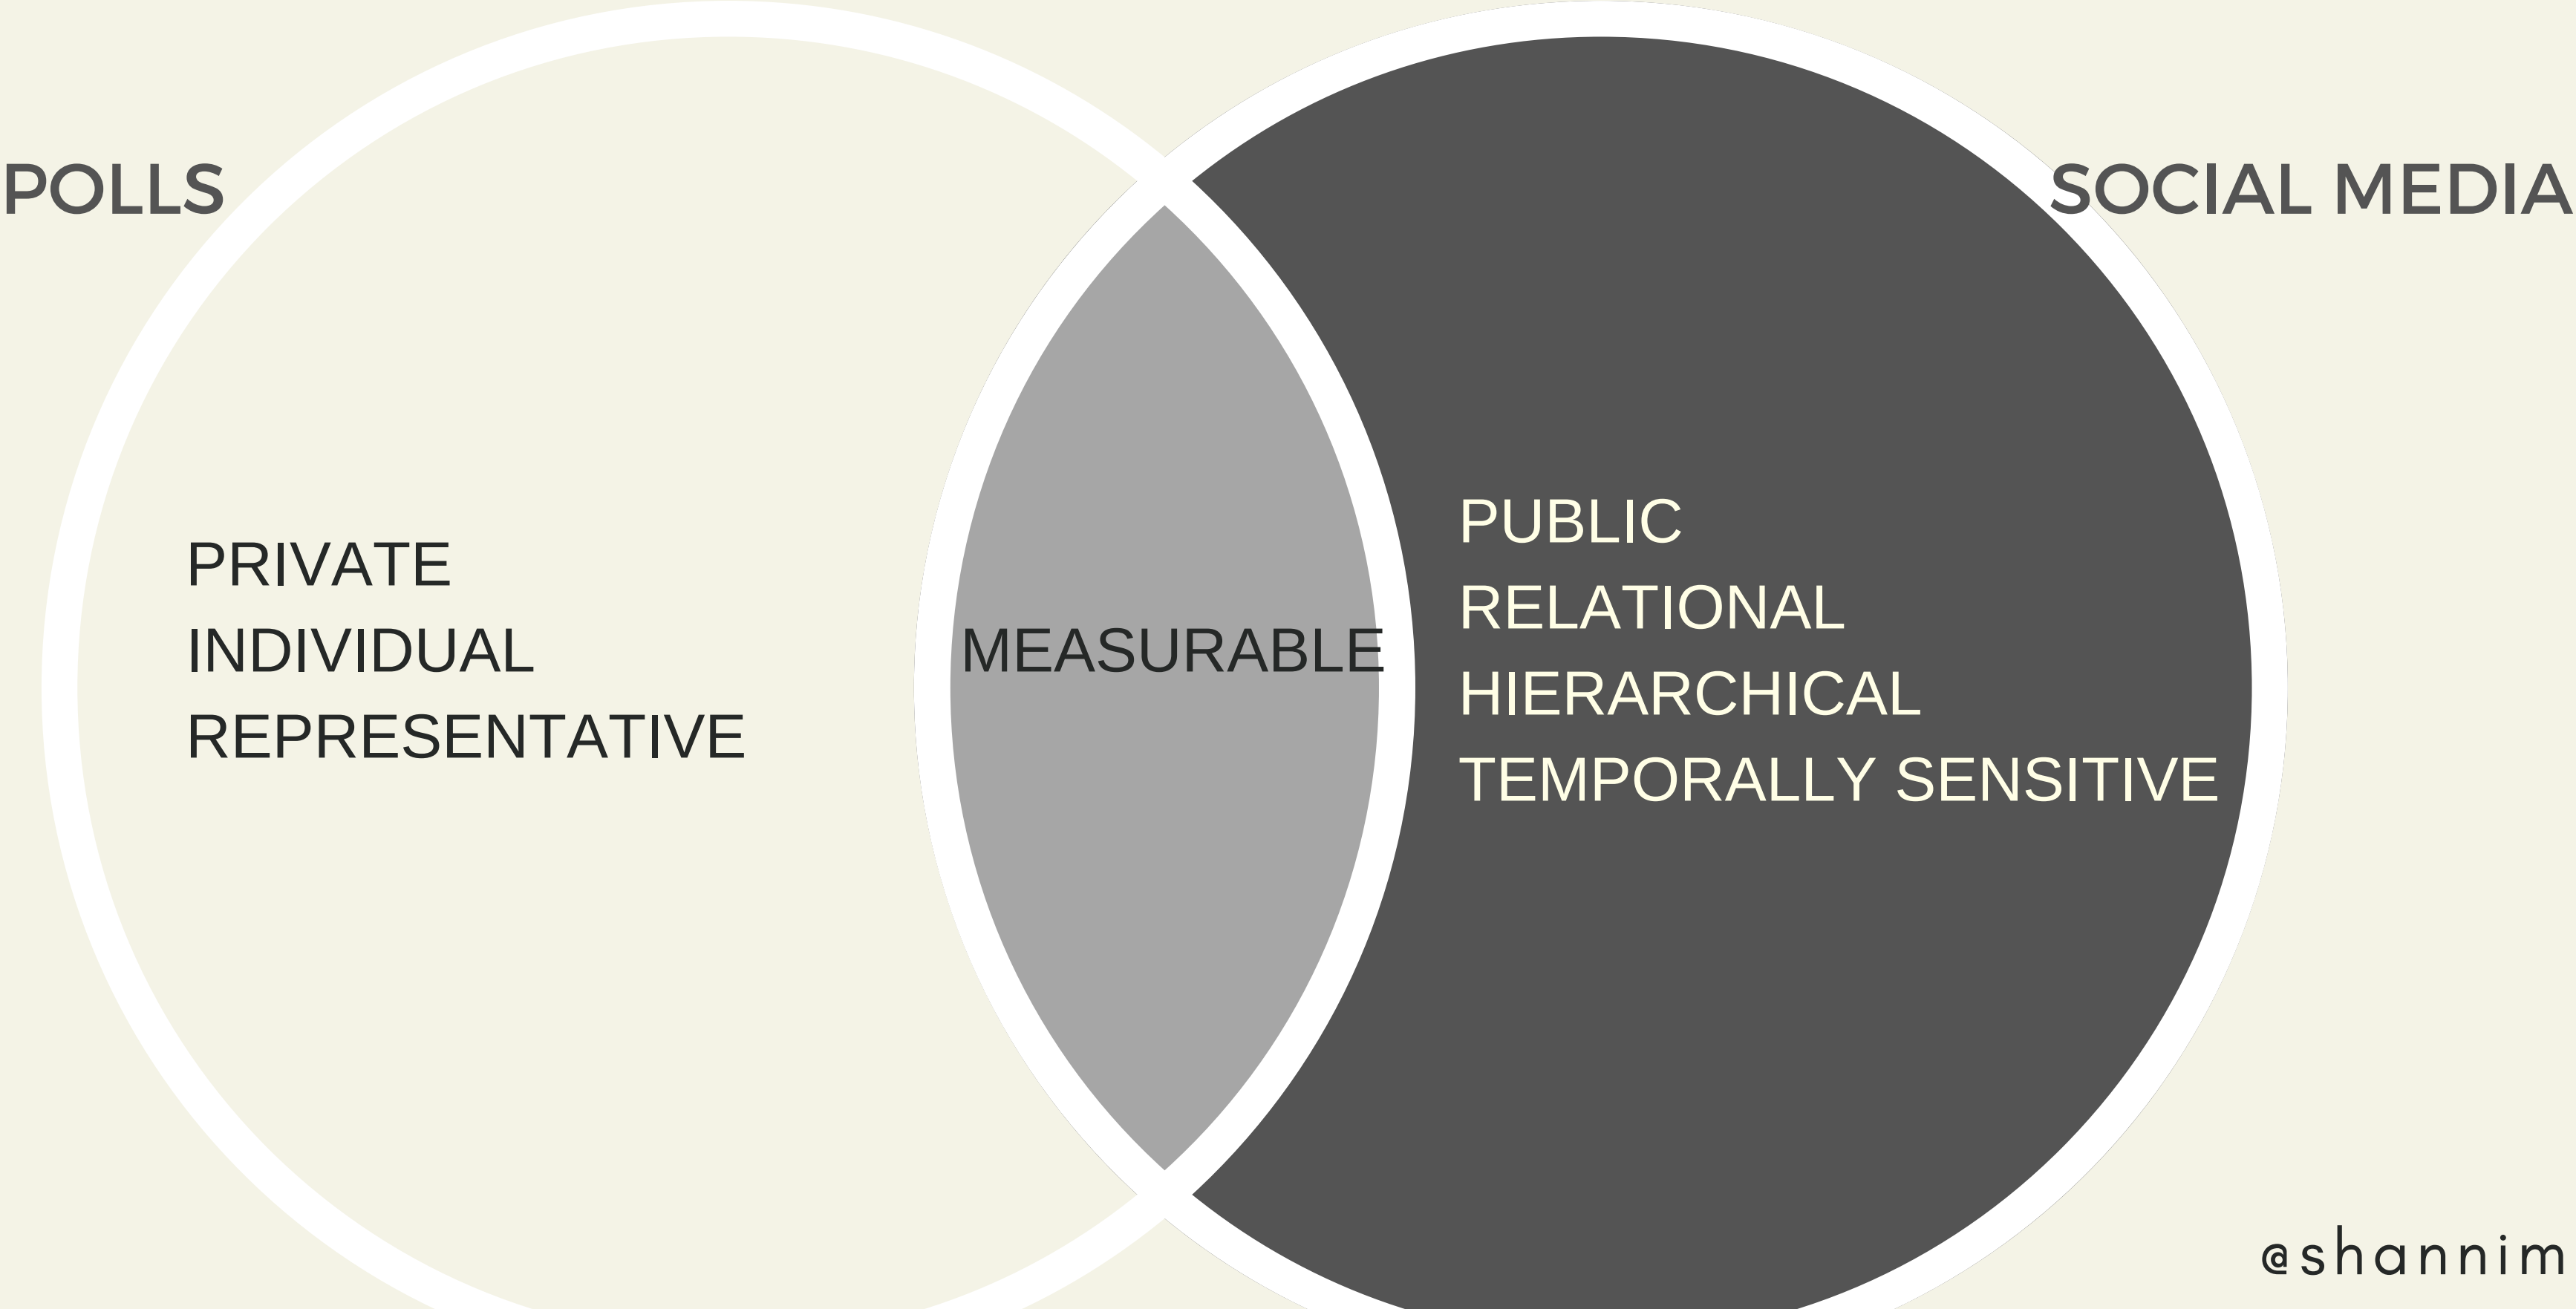 POLLS
SOCIAL MEDIA
PRIVATE
INDIVIDUAL
REPRESENTATIVE
MEASURABLE
PUBLIC
RELATIONAL
HIERARCHICAL
TEMPORALLY SENSITIVE
@shannim